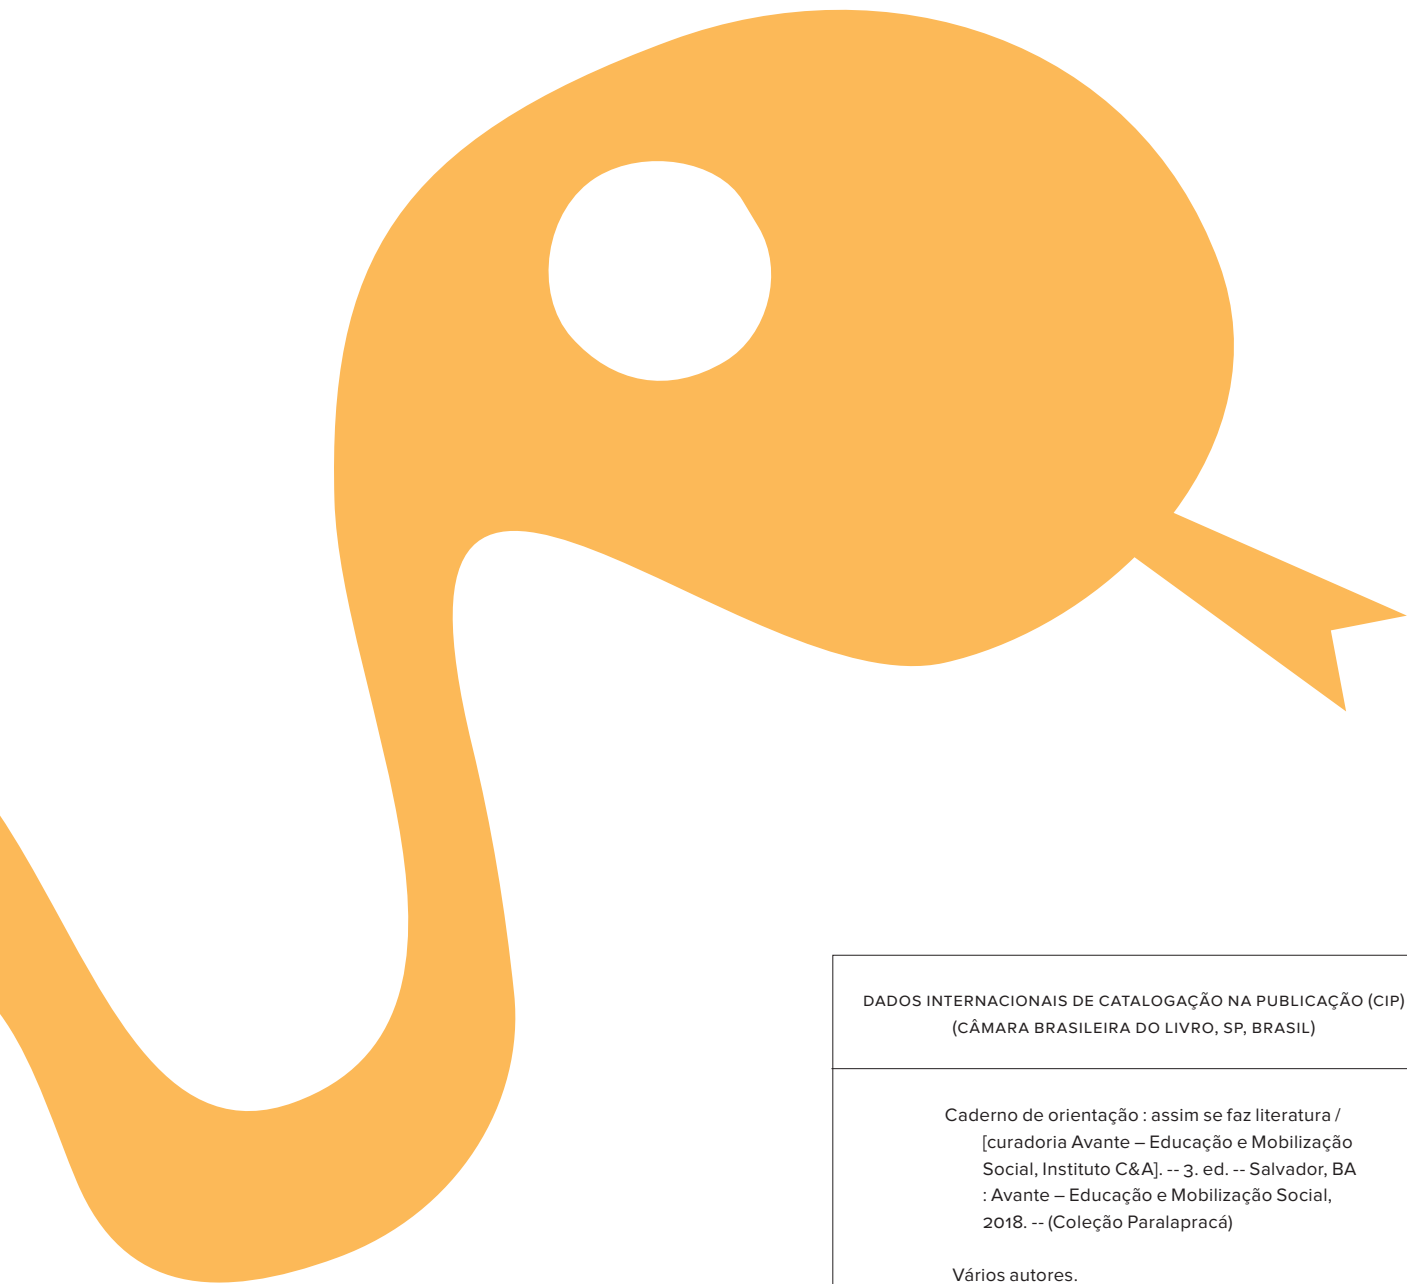 DADOS INTERNACIONAIS DE CATALOGAÇÃO NA PUBLICAÇÃO (CIP)
(CÂMARA BRASILEIRA DO LIVRO, SP, BRASIL)
Caderno de orientação : assim se faz literatura /
[curadoria Avante – Educação e Mobilização
Social, Instituto C&A]. -- 3. ed. -- Salvador, BA
: Avante – Educação e Mobilização Social,
2018. -- (Coleção Paralapracá)
Vários autores.